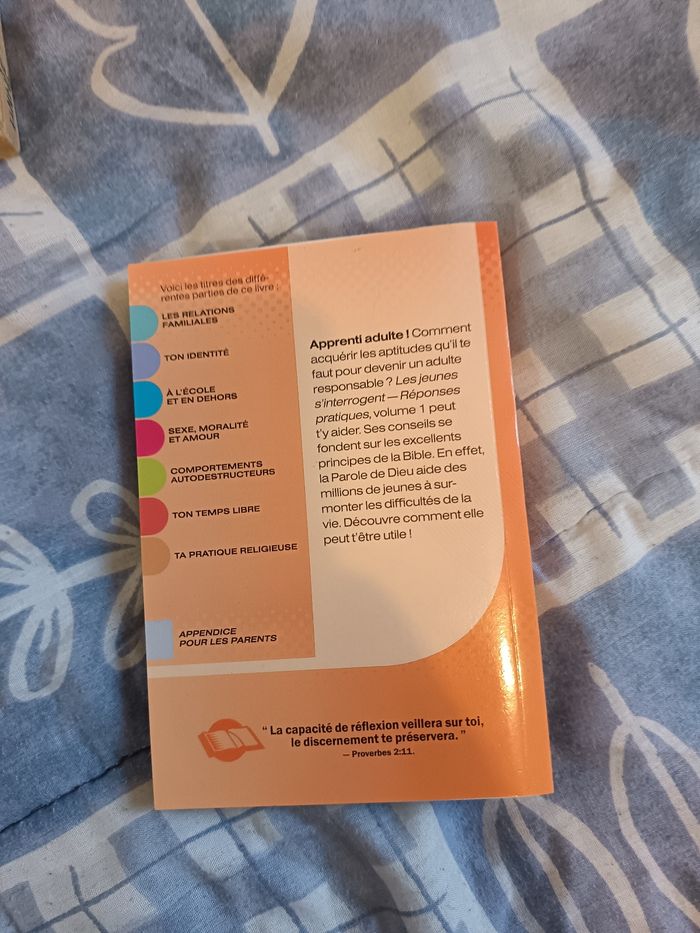 Voici les titres des diffé-
rentes parties de ce livre :
LES RELATIONS
FAMILIALES
TON IDENTITÉ
À L'ÉCOLE
ET EN DEHORS
SEXE, MORALITÉ
ET AMOUR
COMPORTEMENTS
AUTODESTRUCTEURS
TON TEMPS LIBRE
TA PRATIQUE RELIGIEUSE
APPENDICE
POUR LES PARENTS
Apprenti adulte ! Comment
acquérir les aptitudes qu'il te
faut pour devenir un adulte
responsable ? Les jeunes
s'interrogent — Réponses
pratiques, volume 1 peut
t'y aider. Ses conseils se
fondent sur les excellents
principes de la Bible. En effet,
la Parole de Dieu aide des
millions de jeunes à sur-
monter les difficultés de la
vie. Découvre comment elle
peut t'être utile !
“ La capacité de réflexion veillera sur toi,
le discernement te préservera. ”
— Proverbes 2:11.